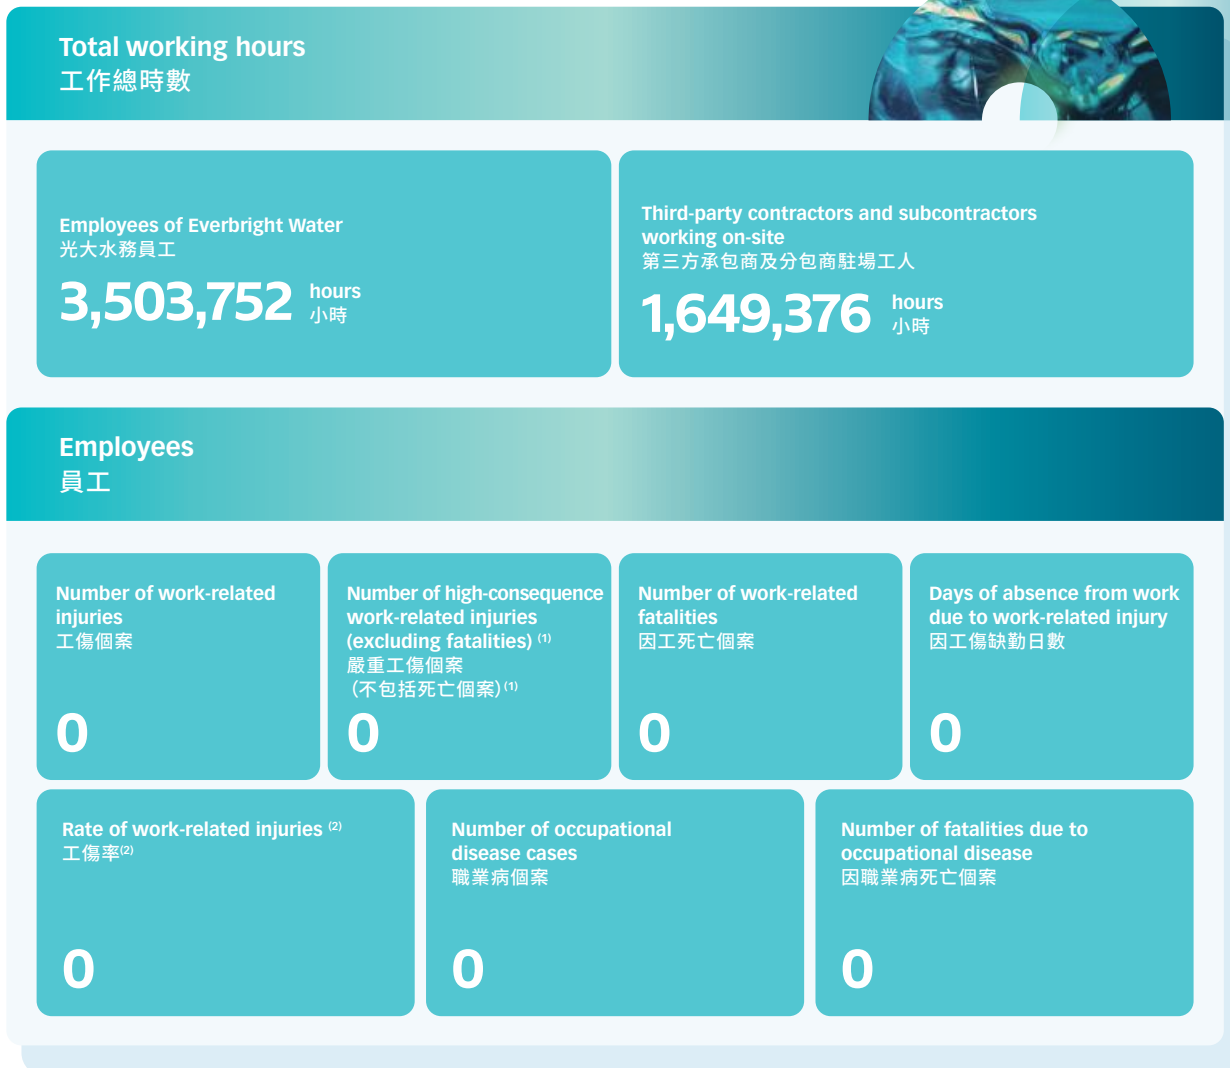 Total working hours
工作總時數
Employees of Everbright Water
光大水務員工
3,503,752 hours
小時
Third-party contractors and subcontractors
working on-site
第三方承包商及分包商駐場工人
1,649,376 hours
小時
Employees
員工
Number of work-related
injuries
工傷個案
0
Number of high-consequence
work-related injuries
(excluding fatalities) (1)
嚴重工傷個案
（不包括死亡個案）(1)
0
Number of work-related
fatalities
因工死亡個案
0
Days of absence from work
due to work-related injury
因工傷缺勤日數
0
Rate of work-related injuries (2)
工傷率(2)
0
Number of occupational
disease cases
職業病個案
0
Number of fatalities due to
occupational disease
因職業病死亡個案
0